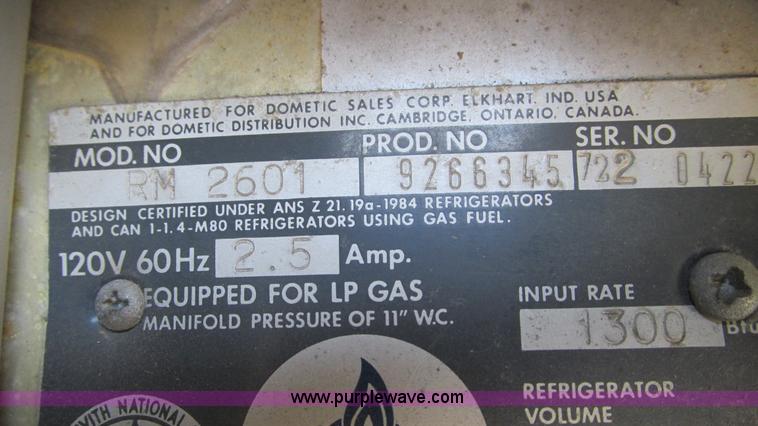 MANUFACTURED FOR DOMETIC SALES CORP. ELKHART. IND. USA
AND FOR DOMETIC DISTRIBUTION INC. CAMBRIDGE, ONTARIO, CANADA.
MOD. NO PROD. NO SER. NO
RM 2601 9266345 722 0422
DESIGN CERTIFIED UNDER ANS Z 21.19a-1984 REFRIGERATORS
AND CAN 1-1.4-M80 REFRIGERATORS USING GAS FUEL.
120V 60Hz 2.5 Amp.
EQUIPPED FOR LP GAS
MANIFOLD PRESSURE OF 11" W.C.
INPUT RATE
1300 Btu
REFRIGERATOR
VOLUME
WITH NATIONAL
www.purplewave.com